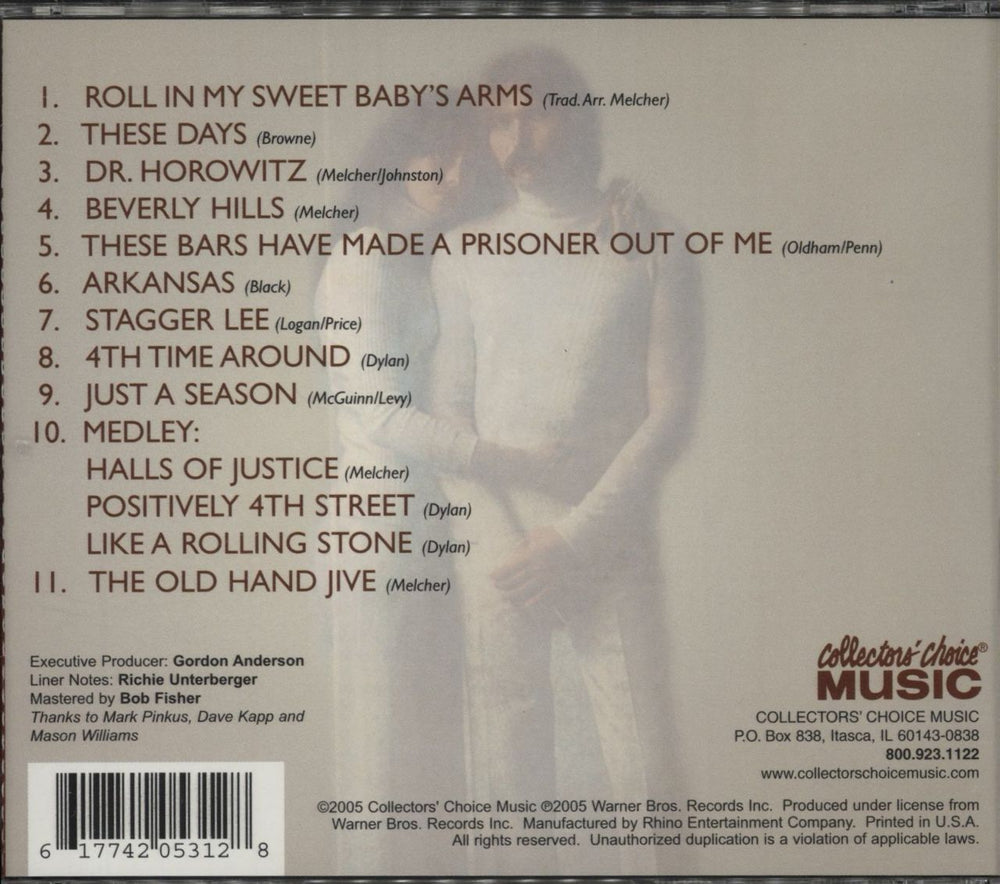 1. ROLL IN MY SWEET BABY'S ARMS (Trad. Arr. Melcher)
2. THESE DAYS (Browne)
3. DR. HOROWITZ (Melcher/Johnston)
4. BEVERLY HILLS (Melcher)
5. THESE BARS HAVE MADE A PRISONER OUT OF ME (Oldham/Penn)
6. ARKANSAS (Black)
7. STAGGER LEE (Logan/Price)
8. 4TH TIME AROUND (Dylan)
9. JUST A SEASON (McGuinn/Levy)
10. MEDLEY:
HALLS OF JUSTICE (Melcher)
POSITIVELY 4TH STREET (Dylan)
LIKE A ROLLING STONE (Dylan)
11. THE OLD HAND JIVE (Melcher)
Executive Producer: Gordon Anderson
Liner Notes: Richie Unterberger
Mastered by Bob Fisher
Thanks to Mark Pinkus, Dave Kapp and
Mason Williams
collectors' choice®
MUSIC
COLLECTORS' CHOICE MUSIC
P.O. Box 838, Itasca, IL 60143-0838
800.923.1122
www.collectorschoicemusic.com
©2005 Collectors' Choice Music ℗2005 Warner Bros. Records Inc. Produced under license from
Warner Bros. Records Inc. Manufactured by Rhino Entertainment Company. Printed in U.S.A.
All rights reserved. Unauthorized duplication is a violation of applicable laws.
6 17742 05312 8